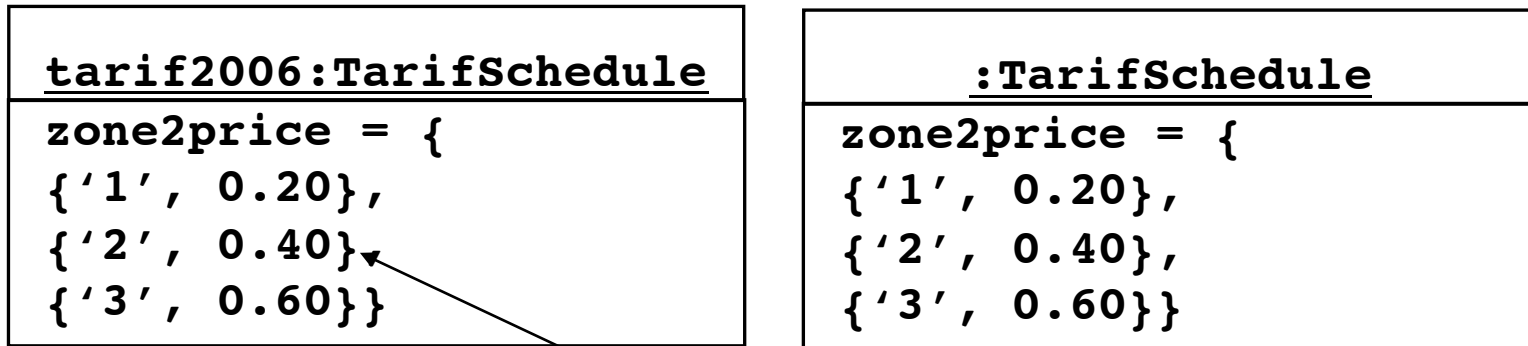 tarif2006:TarifSchedule
zone2price = {
{‘1’, 0.20},
{‘2’, 0.40},
{‘3’, 0.60}}
:TarifSchedule
zone2price = {
{‘1’, 0.20},
{‘2’, 0.40},
{‘3’, 0.60}}